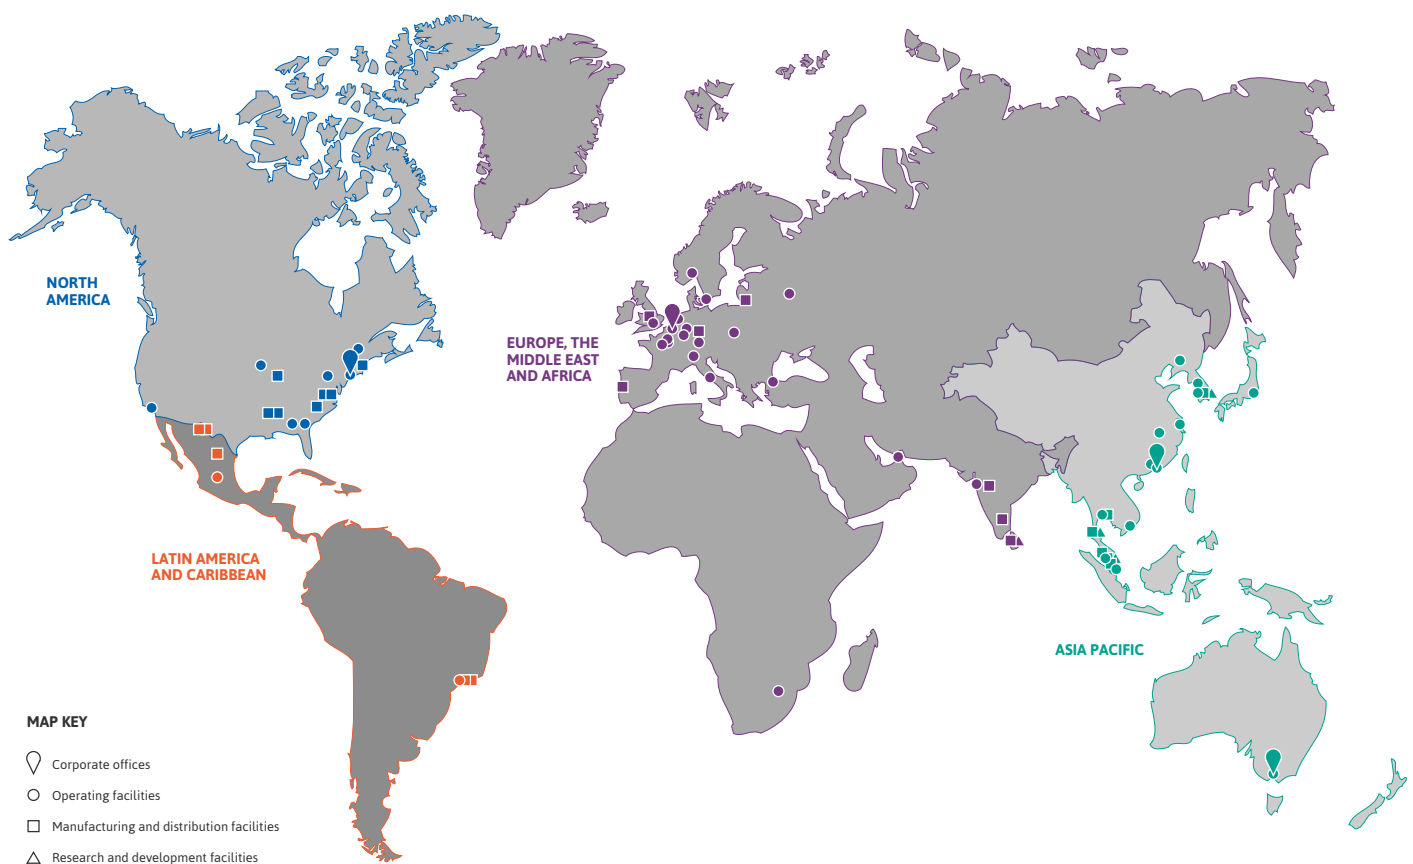 NORTH
AMERICA
EUROPE, THE
MIDDLE EAST
AND AFRICA
LATIN AMERICA
AND CARIBBEAN
ASIA PACIFIC
MAP KEY
Corporate offices
Operating facilities
Manufacturing and distribution facilities
Research and development facilities